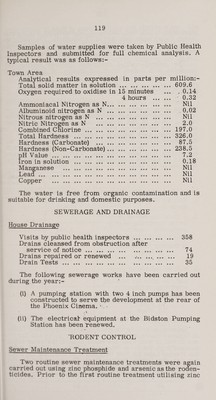 119
Samples of water supplies were taken by Public Health
Inspectors and submitted for full chemical analysis. A
typical result was as follows:-
Town Area
Analytical results expressed in parts per million:-
Total solid matter in solution ... ... ... ... ... 609.6
Oxygen required to oxidise in 15 minutes ... 0.14
4 hours ... ... 0.32
Ammoniacal Nitrogen as N... ... ... ... ... ... Nil
Albuminoid nitrogen as N ... ... ... ... ... ... 0.02
Nitrous nitrogen as N ... ... ... ... ... ... ... Nil
Nitric Nitrogen as N ... ... ... ... ... ... ... 2.0
Combined Chlorine ... ... ... ... ... ... ... ... 197.0
Total Hardness ... ... ... ... ... ... ... ... ... 326.0
Hardness (Carbonate) ... ... ... ... ... ... ... 87.5
Hardness (Non-Carbonate)... ... ... ... ... ... 238.5
pH Value ... ... ... ... ... ... ... ... ... ... 7.2
Iron in solution ... ... ... ... ... ... ... ... 0.18
Manganese ... ... ... ... ... ... ... ... ... Nil
Lead ... ... ... ... ... ... ... ... ... ... ... Nil
Copper ... ... ... ... ... ... ... ... ... ... Nil
The water is free from organic contamination and is
suitable for drinking and domestic purposes.
SEWERAGE AND DRAINAGE
House Drainage
Visits by public health inspectors ... ... ... ... 358
Drains cleansed from obstruction after
service of notice ... ... ... ... ... ... ... 74
Drains repaired or renewed ... ... ... ... 19
Drain Tests ... ... ... ... ... ... ... ... ... 35
The following sewerage works have been carried out
during the year:-
(i) A pumping station with two 4 inch pumps has been
constructed to serve the development at the rear of
the Phoenix Cinema.
(ii) The electrical equipment at the Bidston Pumping
Station has been renewed.
RODENT CONTROL
Sewer Maintenance Treatment
Two routine sewer maintenance treatments were again
carried out using zinc phosphide and arsenic as the roden-
ticides. Prior to the first routine treatment utilising zinc